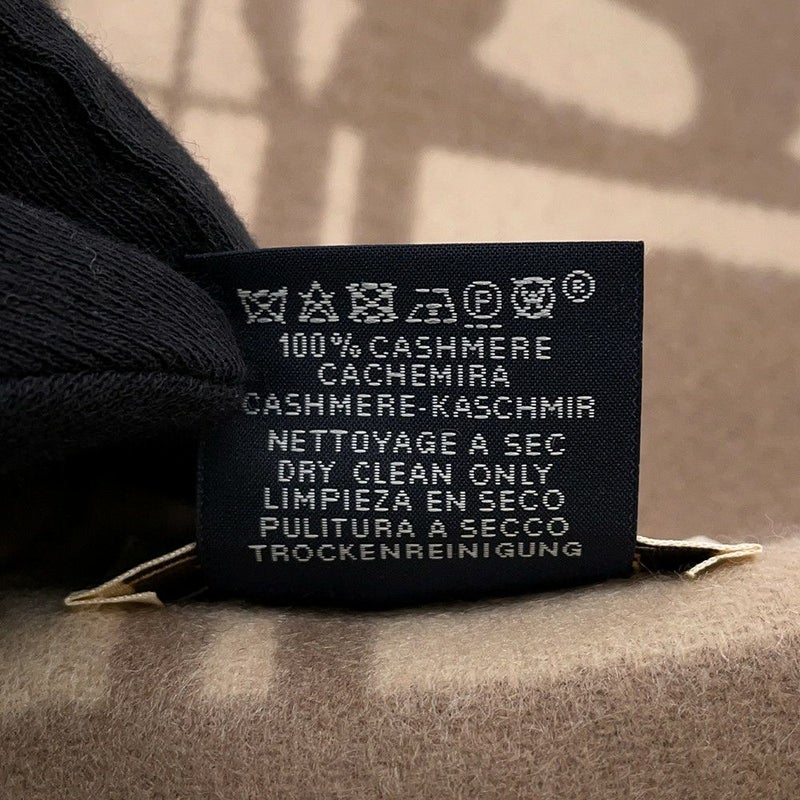 P W ®
100% CASHMERE
CACHEMIRA
CASHMERE-KASCHMIR
NETTOYAGE A SEC
DRY CLEAN ONLY
LIMPIEZA EN SECO
PULITURA A SECCO
TROCKENREINIGUNG